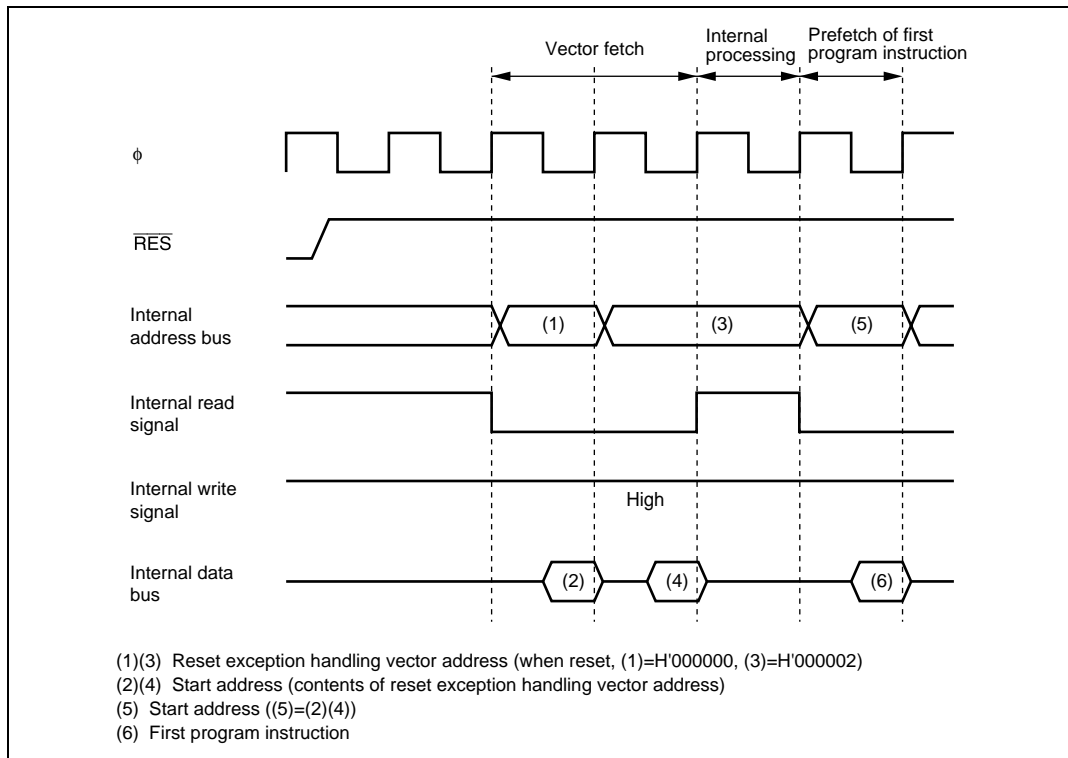 Vector fetch
Internal
processing
Prefetch of first
program instruction
ϕ
R̅E̅S̅
Internal
address bus
(1)
(3)
(5)
Internal read
signal
Internal write
signal
High
Internal data
bus
(2)
(4)
(6)
(1)(3) Reset exception handling vector address (when reset, (1)=H'000000, (3)=H'000002)
(2)(4) Start address (contents of reset exception handling vector address)
(5) Start address ((5)=(2)(4))
(6) First program instruction